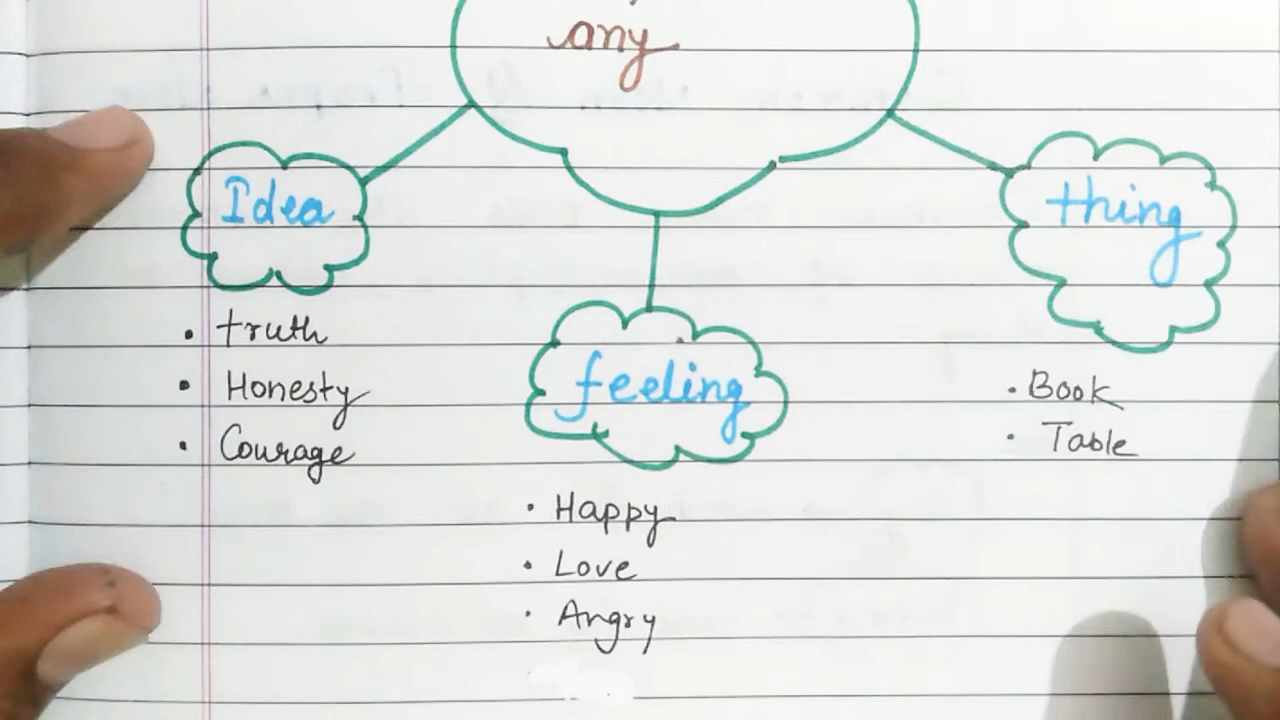 any
Idea
• truth
• Honesty
• Courage
feeling
• Happy
• Love
• Angry
thing
• Book
• Table